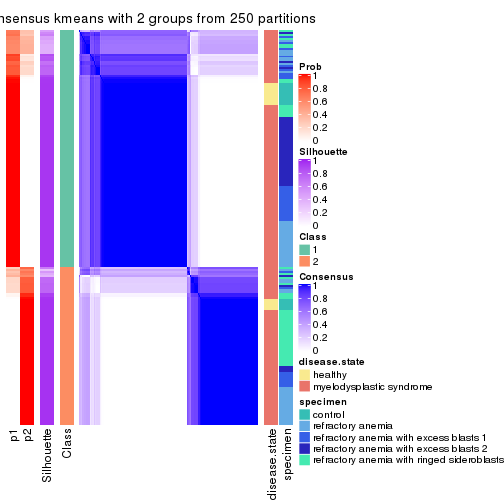 nsensus kmeans with 2 groups from 250 partitions
Prob
1
0.8
0.6
0.4
0.2
0
Silhouette
1
0.8
0.6
0.4
0.2
0
Class
1
2
Consensus
1
0.8
0.6
0.4
0.2
0
disease.state
healthy
myelodysplastic syndrome
specimen
control
refractory anemia
refractory anemia with excess blasts 1
refractory anemia with excess blasts 2
refractory anemia with ringed sideroblasts
p1
p2
Silhouette
Class
disease.state
specimen